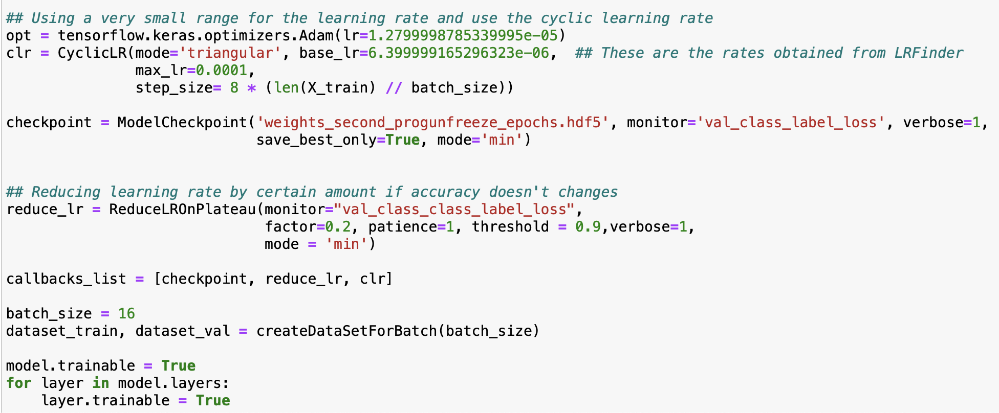 ## Using a very small range for the learning rate and use the cyclic learning rate
opt = tensorflow.keras.optimizers.Adam(lr=1.2799998785339995e-05)
clr = CyclicLR(mode='triangular', base_lr=6.399999165296323e-06,  ## These are the rates obtained from LRFinder
               max_lr=0.0001,
               step_size= 8 * (len(X_train) // batch_size))

checkpoint = ModelCheckpoint('weights_second_progunfreeze_epochs.hdf5', monitor='val_class_label_loss', verbose=1,
                             save_best_only=True, mode='min')

## Reducing learning rate by certain amount if accuracy doesn't changes
reduce_lr = ReduceLROnPlateau(monitor="val_class_class_label_loss",
                              factor=0.2, patience=1, threshold = 0.9,verbose=1,
                              mode = 'min')

callbacks_list = [checkpoint, reduce_lr, clr]

batch_size = 16
dataset_train, dataset_val = createDataSetForBatch(batch_size)

model.trainable = True
for layer in model.layers:
    layer.trainable = True